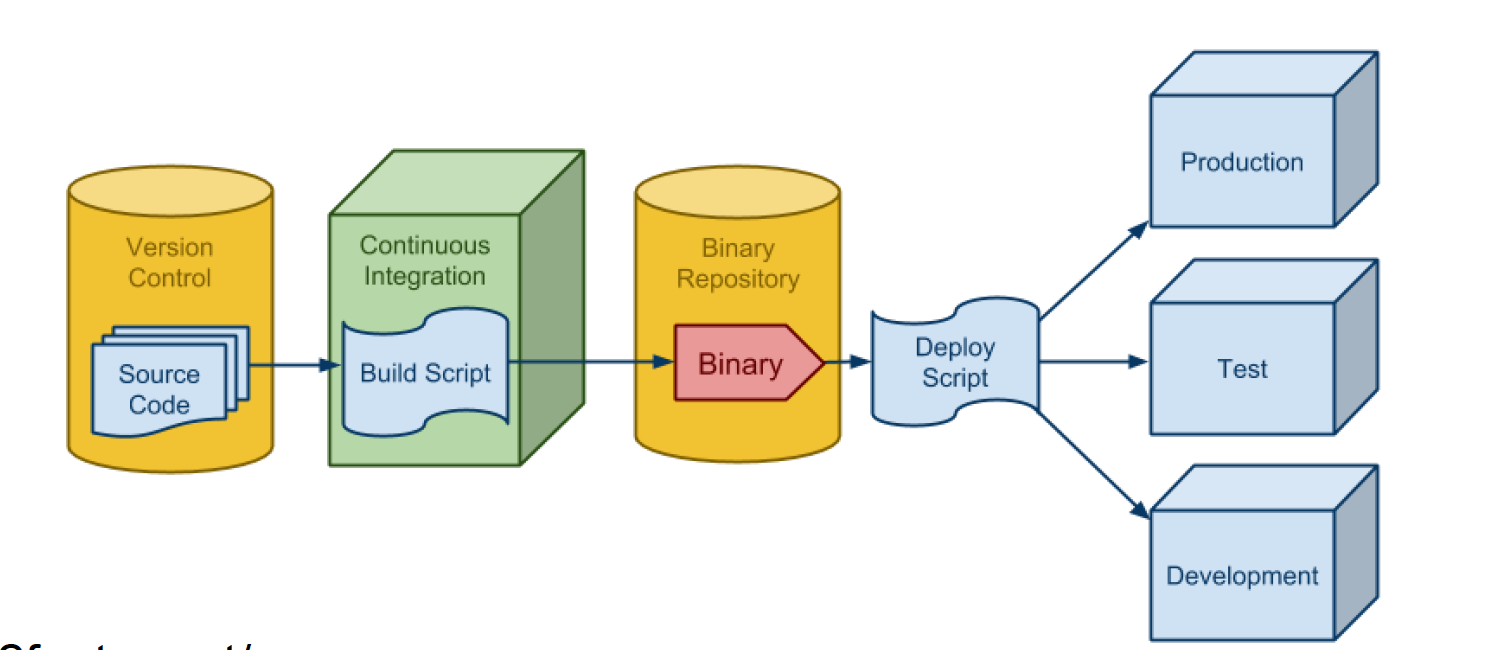 Version
Control
Source
Code
Continuous
Integration
Build Script
Binary
Repository
Binary
Deploy
Script
Production
Test
Development